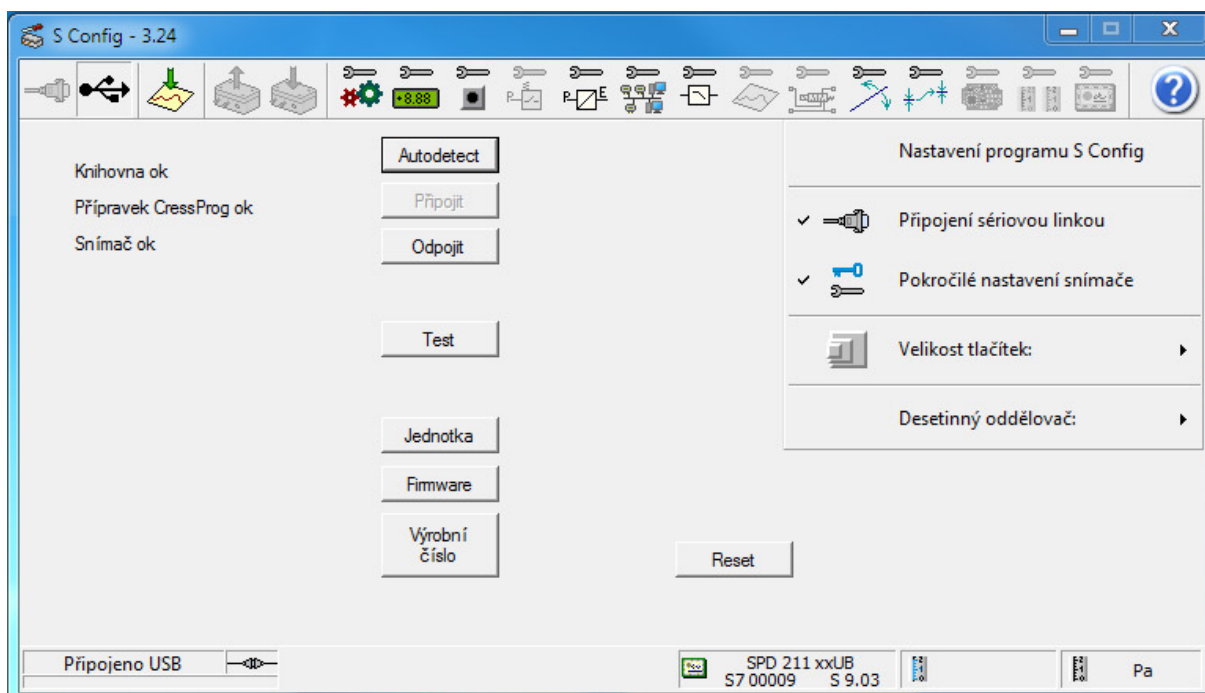 S Config - 3.24
+8.88
Knihovna ok
Přípravek CressProg ok
Snímač ok
Autodetect
Připojit
Odpojit
Test
Jednotka
Firmware
Výrobní
číslo
Reset
Nastavení programu S Config
Připojení sériovou linkou
Pokročilé nastavení snímače
Velikost tlačítek:
Desetinný oddělovač:
Připojeno USB
SPD 211 xxUB
S7 00009 S 9.03
Pa